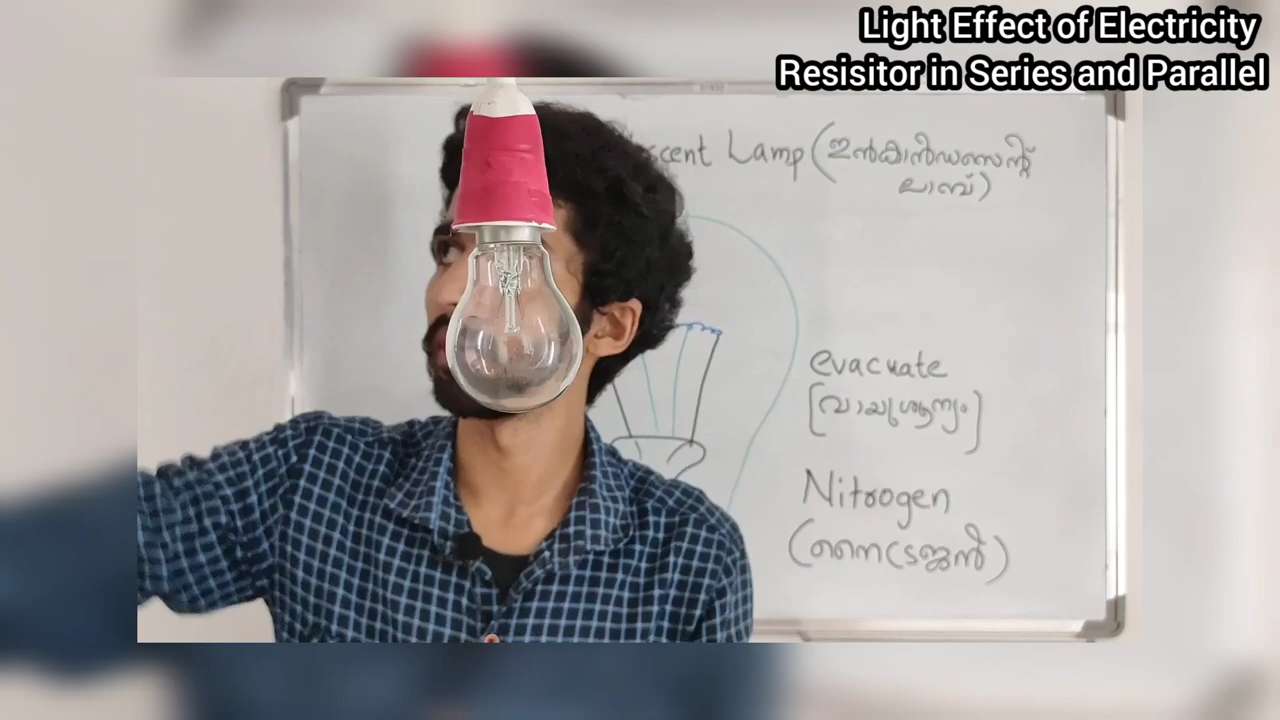 Light Effect of Electricity
Resisitor in Series and Parallel
scent Lamp (ഇൻകാൻഡസെന്റ്
ലാമ്പ്)
evacuate
[വായുശൂന്യം]
Nitrogen
(നൈട്രജൻ)